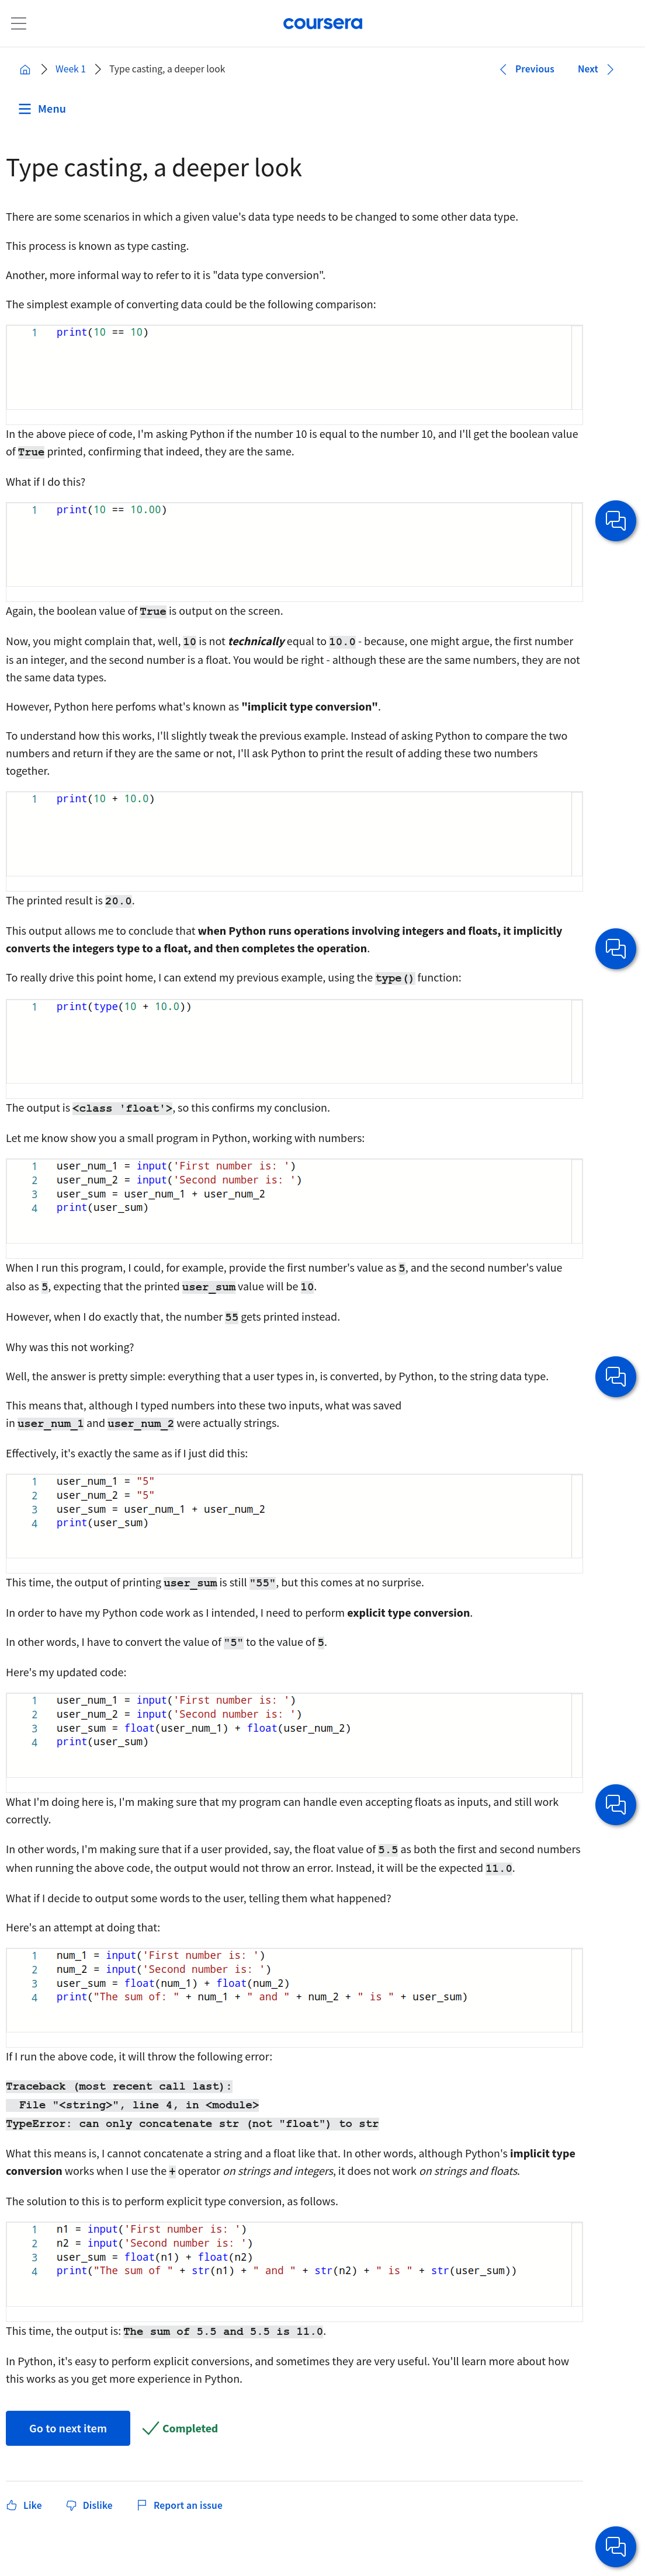 coursera
Week 1
Type casting, a deeper look
Previous
Next
Menu
Type casting, a deeper look
There are some scenarios in which a given value's data type needs to be changed to some other data type.
This process is known as type casting.
Another, more informal way to refer to it is "data type conversion".
The simplest example of converting data could be the following comparison:
1 print(10 == 10)
In the above piece of code, I'm asking Python if the number 10 is equal to the number 10, and I'll get the boolean value
of True printed, confirming that indeed, they are the same.
What if I do this?
1 print(10 == 10.00)
Again, the boolean value of True is output on the screen.
Now, you might complain that, well, 10 is not technically equal to 10.0 - because, one might argue, the first number
is an integer, and the second number is a float. You would be right - although these are the same numbers, they are not
the same data types.
However, Python here perfoms what's known as "implicit type conversion".
To understand how this works, I'll slightly tweak the previous example. Instead of asking Python to compare the two
numbers and return if they are the same or not, I'll ask Python to print the result of adding these two numbers
together.
1 print(10 + 10.0)
The printed result is 20.0.
This output allows me to conclude that when Python runs operations involving integers and floats, it implicitly
converts the integers type to a float, and then completes the operation.
To really drive this point home, I can extend my previous example, using the type() function:
1 print(type(10 + 10.0))
The output is <class 'float'>, so this confirms my conclusion.
Let me know show you a small program in Python, working with numbers:
1 user_num_1 = input('First number is: ')
2 user_num_2 = input('Second number is: ')
3 user_sum = user_num_1 + user_num_2
4 print(user_sum)
When I run this program, I could, for example, provide the first number's value as 5, and the second number's value
also as 5, expecting that the printed user_sum value will be 10.
However, when I do exactly that, the number 55 gets printed instead.
Why was this not working?
Well, the answer is pretty simple: everything that a user types in, is converted, by Python, to the string data type.
This means that, although I typed numbers into these two inputs, what was saved
in user_num_1 and user_num_2 were actually strings.
Effectively, it's exactly the same as if I just did this:
1 user_num_1 = "5"
2 user_num_2 = "5"
3 user_sum = user_num_1 + user_num_2
4 print(user_sum)
This time, the output of printing user_sum is still "55", but this comes at no surprise.
In order to have my Python code work as I intended, I need to perform explicit type conversion.
In other words, I have to convert the value of "5" to the value of 5.
Here's my updated code:
1 user_num_1 = input('First number is: ')
2 user_num_2 = input('Second number is: ')
3 user_sum = float(user_num_1) + float(user_num_2)
4 print(user_sum)
What I'm doing here is, I'm making sure that my program can handle even accepting floats as inputs, and still work
correctly.
In other words, I'm making sure that if a user provided, say, the float value of 5.5 as both the first and second numbers
when running the above code, the output would not throw an error. Instead, it will be the expected 11.0.
What if I decide to output some words to the user, telling them what happened?
Here's an attempt at doing that:
1 num_1 = input('First number is: ')
2 num_2 = input('Second number is: ')
3 user_sum = float(num_1) + float(num_2)
4 print("The sum of: " + num_1 + " and " + num_2 + " is " + user_sum)
If I run the above code, it will throw the following error:
Traceback (most recent call last):
File "<string>", line 4, in <module>
TypeError: can only concatenate str (not "float") to str
What this means is, I cannot concatenate a string and a float like that. In other words, although Python's implicit type
conversion works when I use the + operator on strings and integers, it does not work on strings and floats.
The solution to this is to perform explicit type conversion, as follows.
1 n1 = input('First number is: ')
2 n2 = input('Second number is: ')
3 user_sum = float(n1) + float(n2)
4 print("The sum of " + str(n1) + " and " + str(n2) + " is " + str(user_sum))
This time, the output is: The sum of 5.5 and 5.5 is 11.0.
In Python, it's easy to perform explicit conversions, and sometimes they are very useful. You'll learn more about how
this works as you get more experience in Python.
Go to next item
Completed
Like
Dislike
Report an issue